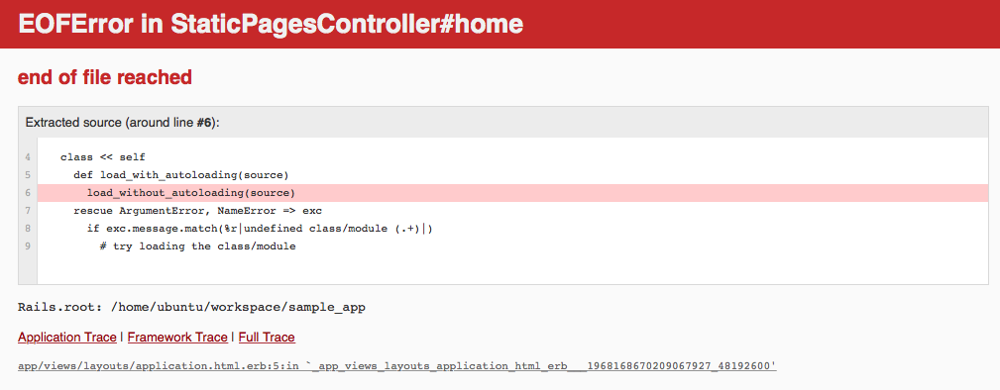 EOFError in StaticPagesController#home
end of file reached
Extracted source (around line #6):
4 class << self
5 def load_with_autoloading(source)
6 load_without_autoloading(source)
7 rescue ArgumentError, NameError => exc
8 if exc.message.match(%r|undefined class/module (.+)|)
9 # try loading the class/module
Rails.root: /home/ubuntu/workspace/sample_app
Application Trace | Framework Trace | Full Trace
app/views/layouts/application.html.erb:5:in `_app_views_layouts_application_html_erb___1968168670209067927_48192600'